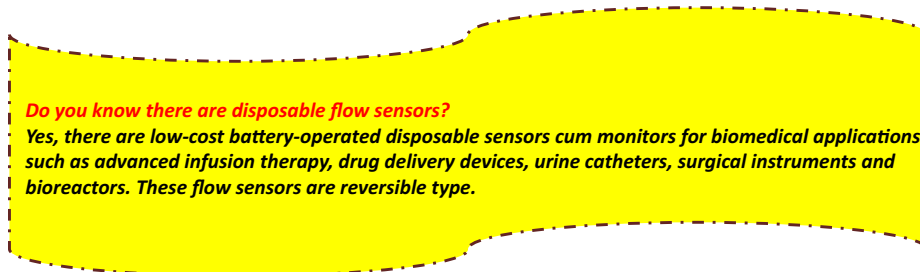 Do you know there are disposable flow sensors?
Yes, there are low-cost battery-operated disposable sensors cum monitors for biomedical applications
such as advanced infusion therapy, drug delivery devices, urine catheters, surgical instruments and
bioreactors. These flow sensors are reversible type.